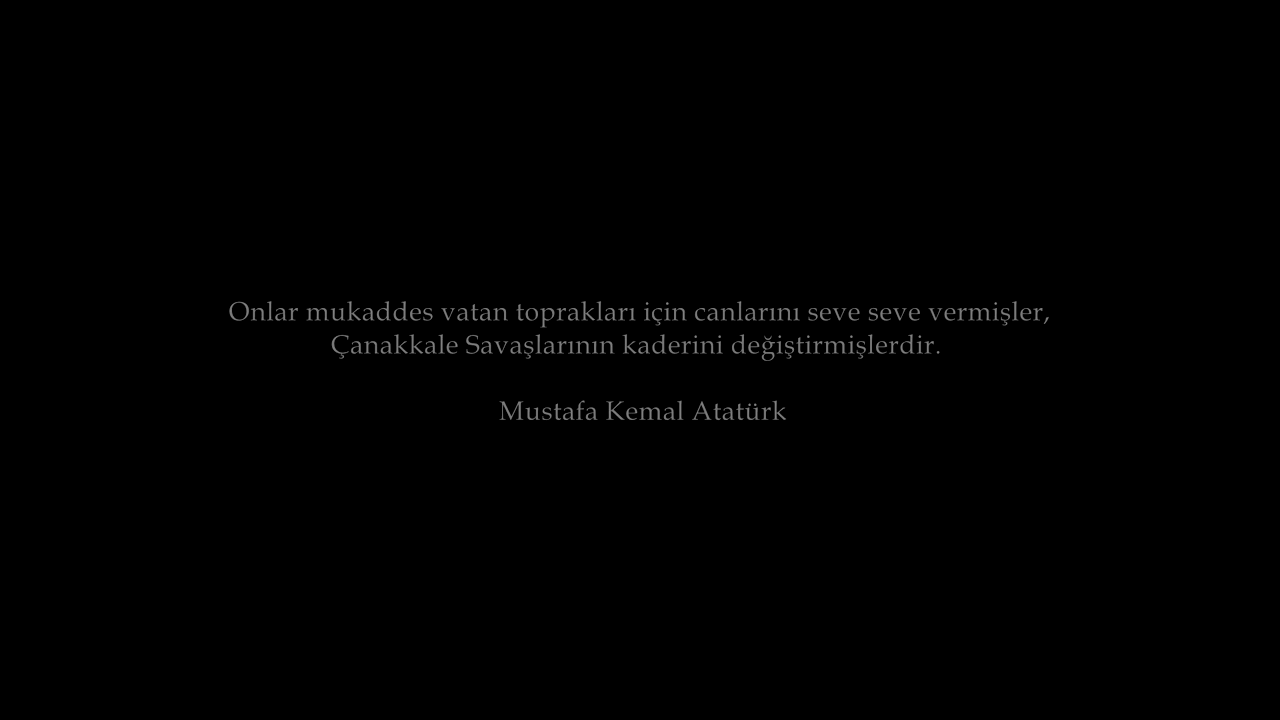 Onlar mukaddes vatan toprakları için canlarını seve seve vermişler,
Çanakkale Savaşlarının kaderini değiştirmişlerdir.
Mustafa Kemal Atatürk